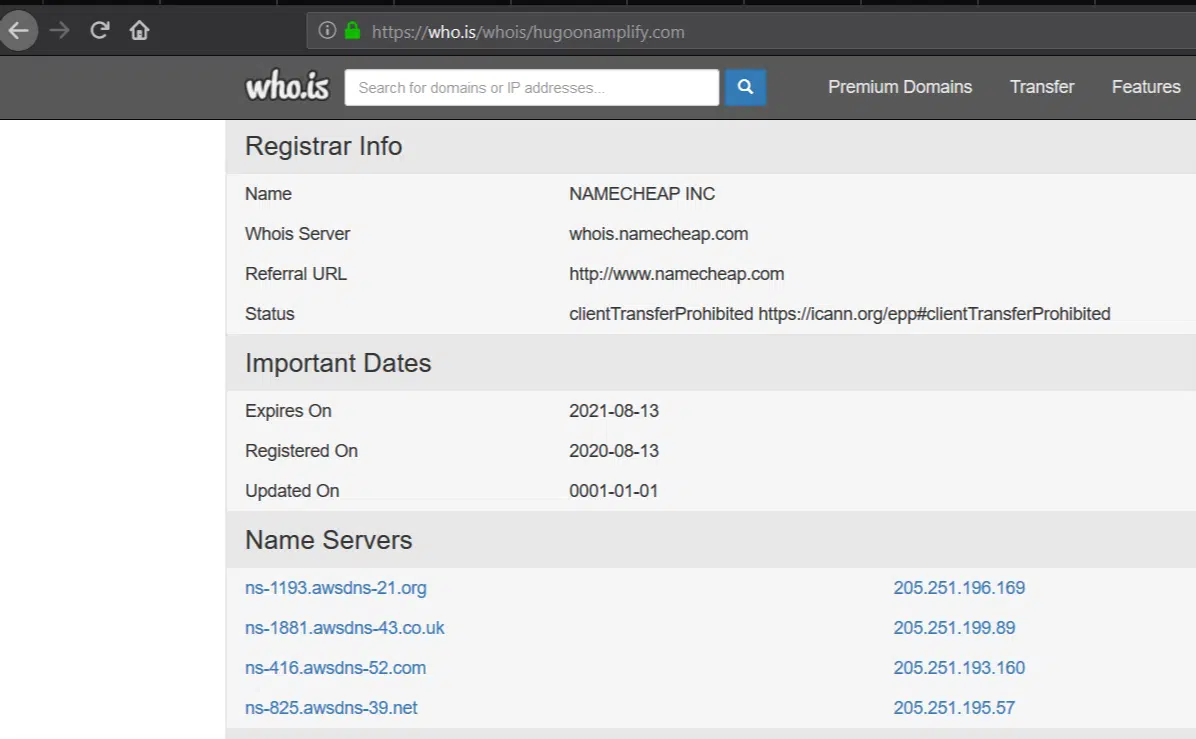 https://who.is/whois/hugoonamplify.com
who.is Search for domains or IP addresses... Premium Domains Transfer Features
Registrar Info
Name NAMECHEAP INC
Whois Server whois.namecheap.com
Referral URL http://www.namecheap.com
Status clientTransferProhibited https://icann.org/epp#clientTransferProhibited
Important Dates
Expires On 2021-08-13
Registered On 2020-08-13
Updated On 0001-01-01
Name Servers
ns-1193.awsdns-21.org 205.251.196.169
ns-1881.awsdns-43.co.uk 205.251.199.89
ns-416.awsdns-52.com 205.251.193.160
ns-825.awsdns-39.net 205.251.195.57